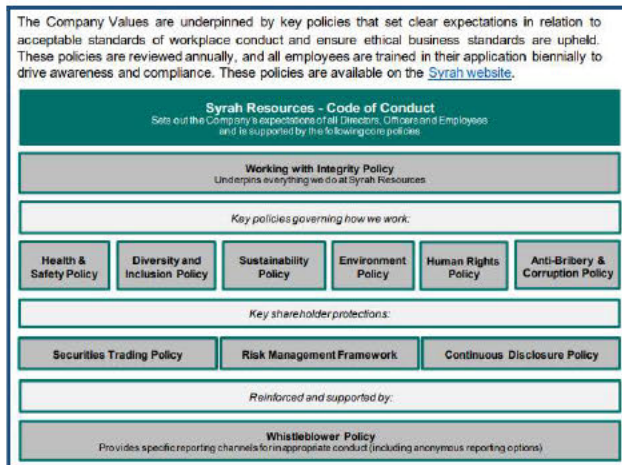 The Company Values are underpinned by key policies that set clear expectations in relation to
acceptable standards of workplace conduct and ensure ethical business standards are upheld.
These policies are reviewed annually, and all employees are trained in their application biennially to
drive awareness and compliance. These policies are available on the Syrah website.
Syrah Resources - Code of Conduct
Sets out the Company's expectations of all Directors, Officers and Employees
and is supported by the following core policies
Working with Integrity Policy
Underpins everything we do at Syrah Resources
Key policies governing how we work:
Health &
Safety Policy
Diversity and
Inclusion Policy
Sustainability
Policy
Environment
Policy
Human Rights
Policy
Anti-Bribery &
Corruption Policy
Key shareholder protections:
Securities Trading Policy
Risk Management Framework
Continuous Disclosure Policy
Reinforced and supported by:
Whistleblower Policy
Provides specific reporting channels for inappropriate conduct (including anonymous reporting options)